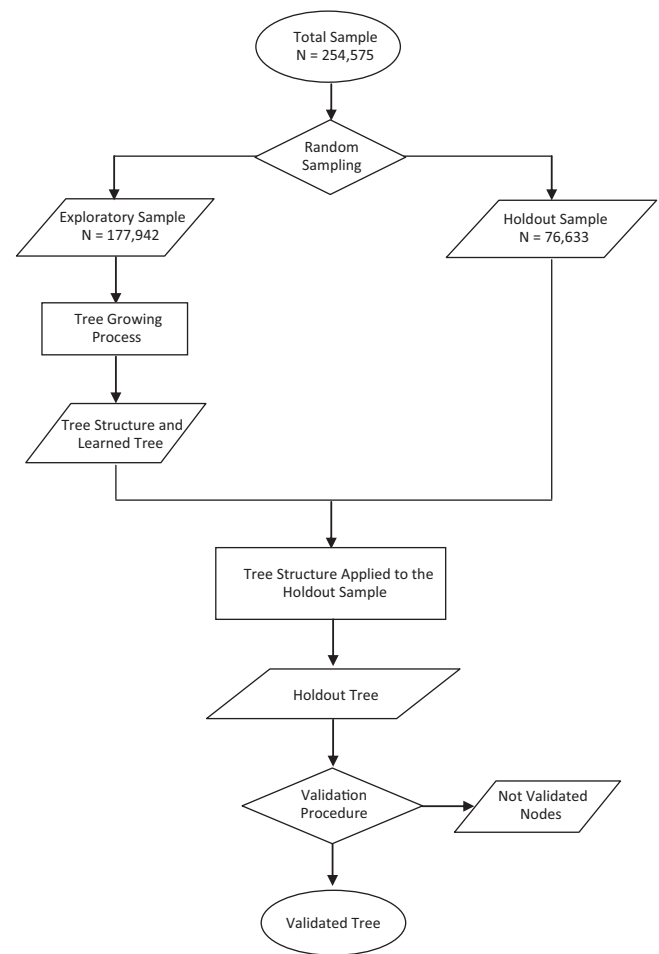 Total Sample
N = 254,575
Random
Sampling
Exploratory Sample
N = 177,942
Holdout Sample
N = 76,633
Tree Growing
Process
Tree Structure and
Learned Tree
Tree Structure Applied to the
Holdout Sample
Holdout Tree
Validation
Procedure
Not Validated
Nodes
Validated Tree